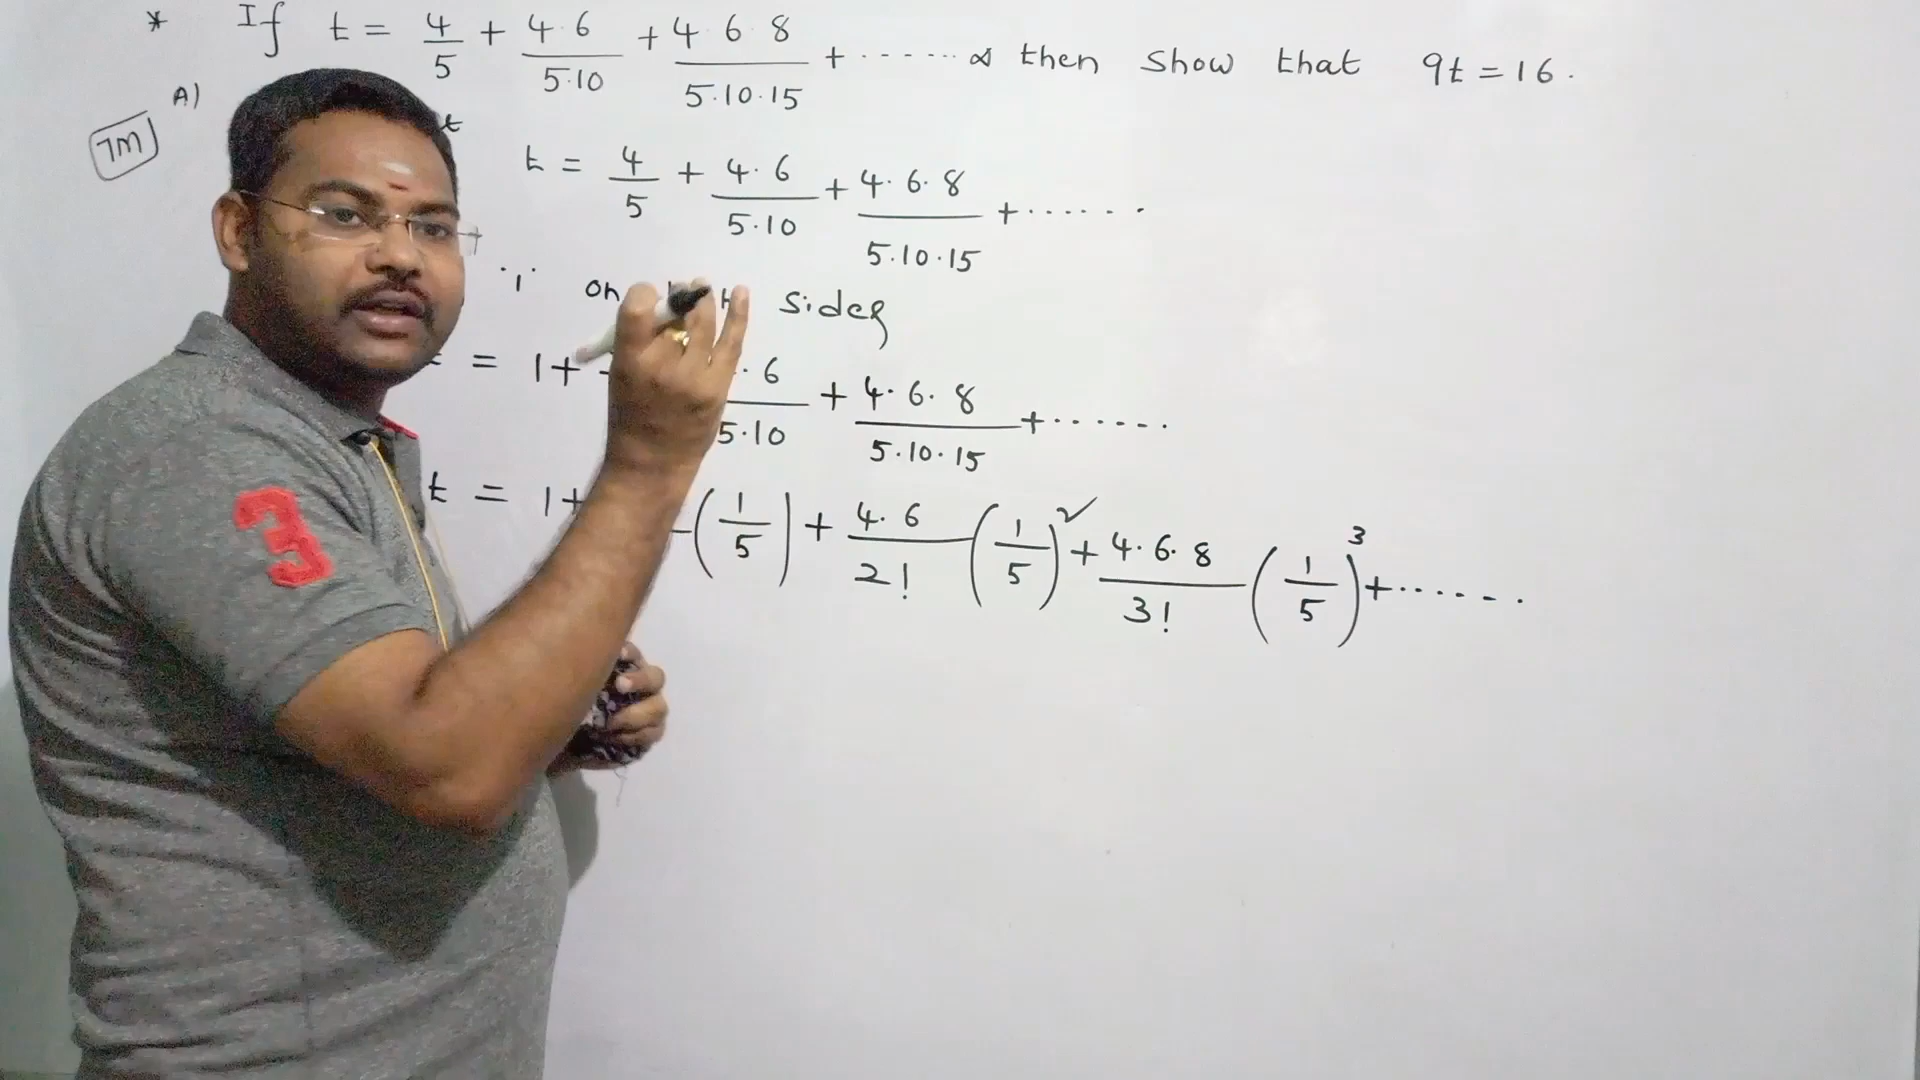 * If t = 4/5 + 4·6/5·10 + 4·6·8/5·10·15 + ······· ∞ then show that 9t = 16.
A)
7M
t = 4/5 + 4·6/5·10 + 4·6·8/5·10·15 + ······
'1' on sides
= 1+ ·6/5·10 + 4·6·8/5·10·15 + ······
t = 1+ (1/5) + 4·6/2! (1/5)² + 4·6·8/3! (1/5)³ + ······
3